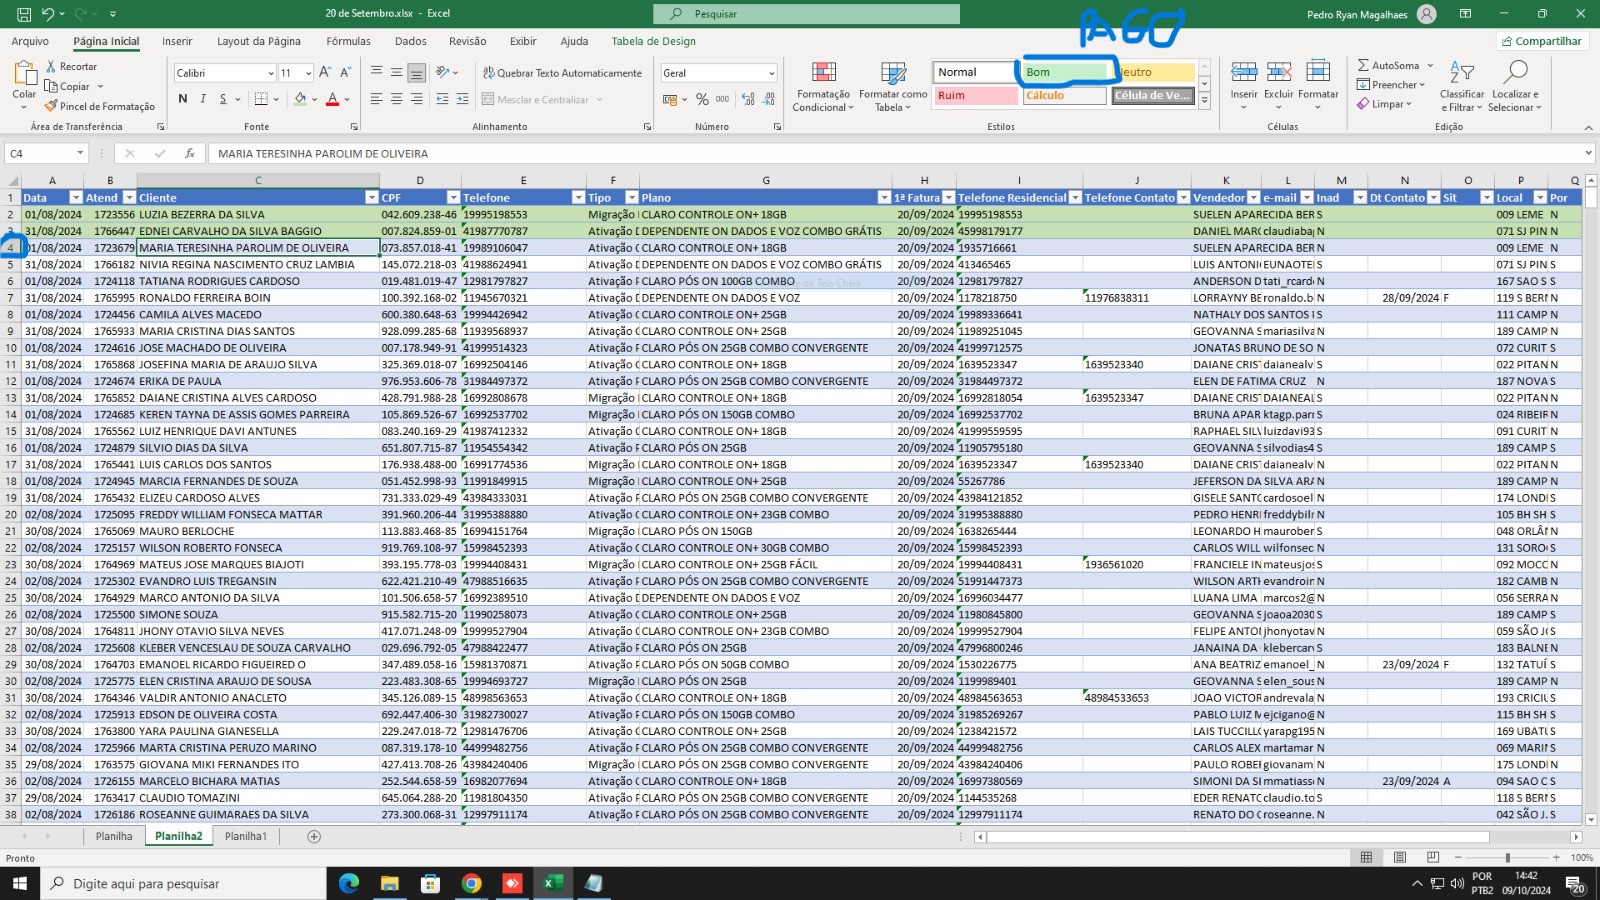 20 de Setembro.xlsx - Excel
Pesquisar
PAGO
Pedro Ryan Magalhaes
Arquivo Página Inicial Inserir Layout da Página Fórmulas Dados Revisão Exibir Ajuda Tabela de Design Compartilhar
Colar Recortar Copiar Pincel de Formatação Área de Transferência
Calibri 11 N I S Fonte
Quebrar Texto Automaticamente Mesclar e Centralizar Alinhamento
Geral % 000 Número
Formatação Condicional Formatar como Tabela Normal Bom Neutro Ruim Cálculo Célula de Ve... Estilos
Inserir Excluir Formatar Células
AutoSoma Preencher Limpar Classificar e Filtrar Localizar e Selecionar Edição
C4 fx MARIA TERESINHA PAROLIM DE OLIVEIRA
A B C D E F G H I J K L M N O P Q
1 Data Atend Cliente CPF Telefone Tipo Plano 1ª Fatura Telefone Residencial Telefone Contato Vendedor e-mail Inad Dt Contato Sit Local Por
2 01/08/2024 1723556 LUZIA BEZERRA DA SILVA 042.609.238-46 19995198553 Migração CLARO CONTROLE ON+ 18GB 20/09/2024 19995198553 SUELEN APARECIDA BER S 009 LEME N
3 31/08/2024 1766447 EDNEI CARVALHO DA SILVA BAGGIO 007.824.859-01 41987770787 Ativação D DEPENDENTE ON DADOS E VOZ COMBO GRÁTIS 20/09/2024 45998179177 DANIEL MARC claudiaba N 071 SJ PIN N
4 01/08/2024 1723679 MARIA TERESINHA PAROLIM DE OLIVEIRA 073.857.018-41 19989106047 Ativação C CLARO CONTROLE ON+ 18GB 20/09/2024 1935716661 SUELEN APARECIDA BER S 009 LEME N
5 31/08/2024 1766182 NIVIA REGINA NASCIMENTO CRUZ LAMBIA 145.072.218-03 41988624941 Ativação D DEPENDENTE ON DADOS E VOZ COMBO GRÁTIS 20/09/2024 413465465 LUIS ANTONI EUNAOTE S 071 SJ PIN S
6 01/08/2024 1724118 TATIANA RODRIGUES CARDOSO 019.481.019-47 12981797827 Migração CLARO PÓS ON 100GB COMBO 20/09/2024 12981797827 ANDERSON D tati_ricard N 167 SAO S S
7 31/08/2024 1765995 RONALDO FERREIRA BOIN 100.392.168-02 11945670321 Ativação D DEPENDENTE ON DADOS E VOZ 20/09/2024 1178218750 11976838311 LORRAYNY BE ronaldo.b N 28/09/2024 F 119 S BERN N
8 01/08/2024 1724456 CAMILA ALVES MACEDO 600.380.648-63 19994426942 Ativação C CLARO CONTROLE ON+ 25GB 20/09/2024 19989336641 NATHALY DOS SANTOS N 111 CAMP S
9 31/08/2024 1765933 MARIA CRISTINA DIAS SANTOS 928.099.285-68 11939568937 Ativação C CLARO CONTROLE ON+ 25GB 20/09/2024 11989251045 GEOVANNA S mariasilva N 189 CAMP S
10 01/08/2024 1724616 JOSE MACHADO DE OLIVEIRA 007.178.949-91 41999514323 Ativação P CLARO PÓS ON 25GB COMBO CONVERGENTE 20/09/2024 41999712575 JONATAS BRUNO DE SO N 072 CURIT S
11 31/08/2024 1765868 JOSEFINA MARIA DE ARAUJO SILVA 325.369.018-07 16992504146 Ativação C CLARO CONTROLE ON+ 25GB 20/09/2024 1639523347 1639523340 DAIANE CRIS daianealv S 022 PITAN N
12 01/08/2024 1724674 ERIKA DE PAULA 976.953.606-78 31984497372 Ativação P CLARO PÓS ON 25GB COMBO CONVERGENTE 20/09/2024 31984497372 ELEN DE FATIMA CRUZ N 187 NOVA S
13 31/08/2024 1765852 DAIANE CRISTINA ALVES CARDOSO 428.791.988-28 16992808678 Migração CLARO CONTROLE ON+ 18GB 20/09/2024 16992818054 1639523347 DAIANE CRIS DAIANEAL S 022 PITAN N
14 01/08/2024 1724685 KEREN TAYNA DE ASSIS GOMES PARREIRA 105.869.526-67 16992537702 Migração CLARO PÓS ON 150GB COMBO 20/09/2024 16992537702 BRUNA APAR ktagp.parr S 024 RIBEIR N
15 31/08/2024 1765562 LUIZ HENRIQUE DAVI ANTUNES 083.240.169-29 41987412332 Ativação C CLARO CONTROLE ON+ 18GB 20/09/2024 41999559595 RAPHAEL SIL luizdavi93 S 091 CURIT N
16 01/08/2024 1724879 SILVIO DIAS DA SILVA 651.807.715-87 11954554342 Ativação P CLARO PÓS ON 25GB 20/09/2024 11905795180 GEOVANNA S silvodias4 S 189 CAMP S
17 31/08/2024 1765441 LUIS CARLOS DOS SANTOS 176.938.488-00 16991774536 Migração CLARO CONTROLE ON+ 18GB 20/09/2024 1639523347 1639523340 DAIANE CRIS daianealv S 022 PITAN N
18 01/08/2024 1724945 MARCIA FERNANDES DE SOUZA 051.452.998-93 11991849915 Migração CLARO CONTROLE ON+ 18GB 20/09/2024 55267786 JEFERSON DA SILVA ARA N 189 CAMP S
19 31/08/2024 1765432 ELIZEU CARDOSO ALVES 731.333.029-49 43984333031 Ativação P CLARO PÓS ON 25GB COMBO CONVERGENTE 20/09/2024 43984121852 GISELE SANTO cardosoel S 174 LOND S
20 02/08/2024 1725095 FREDDY WILLIAM FONSECA MATTAR 391.960.206-44 31995388880 Ativação C CLARO CONTROLE ON+ 23GB COMBO 20/09/2024 31995388880 PEDRO HENRI freddybil N 105 BH SH S
21 31/08/2024 1765069 MAURO BERLOCHE 113.883.468-85 16994151764 Migração CLARO PÓS ON 150GB 20/09/2024 1638265444 LEONARDO H maurober S 048 ORLÂN N
22 02/08/2024 1725157 WILSON ROBERTO FONSECA 919.769.108-97 15998452393 Ativação C CLARO CONTROLE ON+ 30GB COMBO 20/09/2024 15998452393 CARLOS WILL wilfonsec N 131 SORO S
23 30/08/2024 1764969 MATEUS JOSE MARQUES BIAJOTI 393.195.778-03 19994408431 Migração CLARO CONTROLE ON+ 25GB FÁCIL 20/09/2024 19994408431 1936561020 FRANCIELE IN mateusjos N 092 MOCO N
24 02/08/2024 1725302 EVANDRO LUIS TREGANSIN 622.421.210-49 47988516635 Ativação P CLARO PÓS ON 25GB COMBO CONVERGENTE 20/09/2024 51991447373 WILSON ART evandroin N 182 CAMB N
25 30/08/2024 1764929 MARCO ANTONIO DA SILVA 101.506.658-57 16992389510 Ativação D DEPENDENTE ON DADOS E VOZ 20/09/2024 16996034477 LUANA LIMA marcos2@ N 056 SERRA N
26 02/08/2024 1725500 SIMONE SOUZA 915.582.715-20 11990258073 Ativação C CLARO CONTROLE ON+ 25GB 20/09/2024 11980845800 GEOVANNA S joaoa2030 S 189 CAMP S
27 30/08/2024 1764811 JHONY OTAVIO SILVA NEVES 417.071.248-09 19999527904 Ativação C CLARO CONTROLE ON+ 23GB COMBO 20/09/2024 19999527904 FELIPE ANTO jhonyotav N 059 SÃO J S
28 02/08/2024 1725608 KLEBER VENCESLAU DE SOUZA CARVALHO 029.696.792-05 47988422477 Ativação P CLARO PÓS ON 25GB 20/09/2024 47996800246 JANAINA DA klebercar N 183 BALNE N
29 30/08/2024 1764703 EMANOEL RICARDO FIGUEIRED O 347.489.058-16 15981370871 Ativação P CLARO PÓS ON 50GB COMBO 20/09/2024 1530226775 ANA BEATRIZ emanoel_ N 23/09/2024 F 132 TATUÍ S
30 02/08/2024 1725775 ELEN CRISTINA ARAUJO DE SOUSA 223.483.308-65 19994693727 Migração CLARO PÓS ON 25GB 20/09/2024 1199989401 GEOVANNA S elen_sous N 189 CAMP N
31 30/08/2024 1764346 VALDIR ANTONIO ANACLETO 345.126.089-15 48998563653 Ativação C CLARO CONTROLE ON+ 18GB 20/09/2024 48984563653 48984533653 JOAO VICTOR andrevala N 193 CRICIÚ S
32 02/08/2024 1725913 EDSON DE OLIVEIRA COSTA 692.447.406-30 31982730027 Ativação P CLARO PÓS ON 150GB COMBO 20/09/2024 31985269267 PABLO LUIZ M ejcigano@ N 115 BH SH S
33 30/08/2024 1763800 YARA PAULINA GIANESELLA 229.247.018-72 12981476706 Ativação C CLARO CONTROLE ON+ 25GB 20/09/2024 1238421572 LAIS TUCCILL yarapg195 N 169 UBATU S
34 02/08/2024 1725966 MARTA CRISTINA PERUZO MARINO 087.319.178-10 44999482756 Ativação P CLARO PÓS ON 25GB COMBO CONVERGENTE 20/09/2024 44999482756 CARLOS ALEX martamar N 069 MARIN S
35 29/08/2024 1763575 GIOVANA MIKI FERNANDES ITO 427.413.708-26 43984240406 Migração CLARO PÓS ON 25GB COMBO CONVERGENTE 20/09/2024 43984240406 PAULO ROBE giovanam N 175 LOND S
36 02/08/2024 1726155 MARCELO BICHARA MATIAS 252.544.658-59 16982077694 Ativação C CLARO CONTROLE ON+ 18GB 20/09/2024 16997380569 SIMONI DA S mmatiass N 23/09/2024 A 094 SAO C S
37 29/08/2024 1763417 CLAUDIO TOMAZINI 645.064.288-20 11981804350 Ativação P CLARO PÓS ON 25GB COMBO CONVERGENTE 20/09/2024 1144535268 EDER RENATO claudio.to S 118 S BERN S
38 02/08/2024 1726186 ROSEANNE GUIMARAES DA SILVA 273.300.068-31 12997911174 Ativação P CLARO PÓS ON 25GB COMBO CONVERGENTE 20/09/2024 12997911174 RENATO DO roseanne. N 042 SÃO J. S
Planilha Planilha2 Planilha1
Pronto 100%
Digite aqui para pesquisar
POR PTB2 14:42 09/10/2024 20